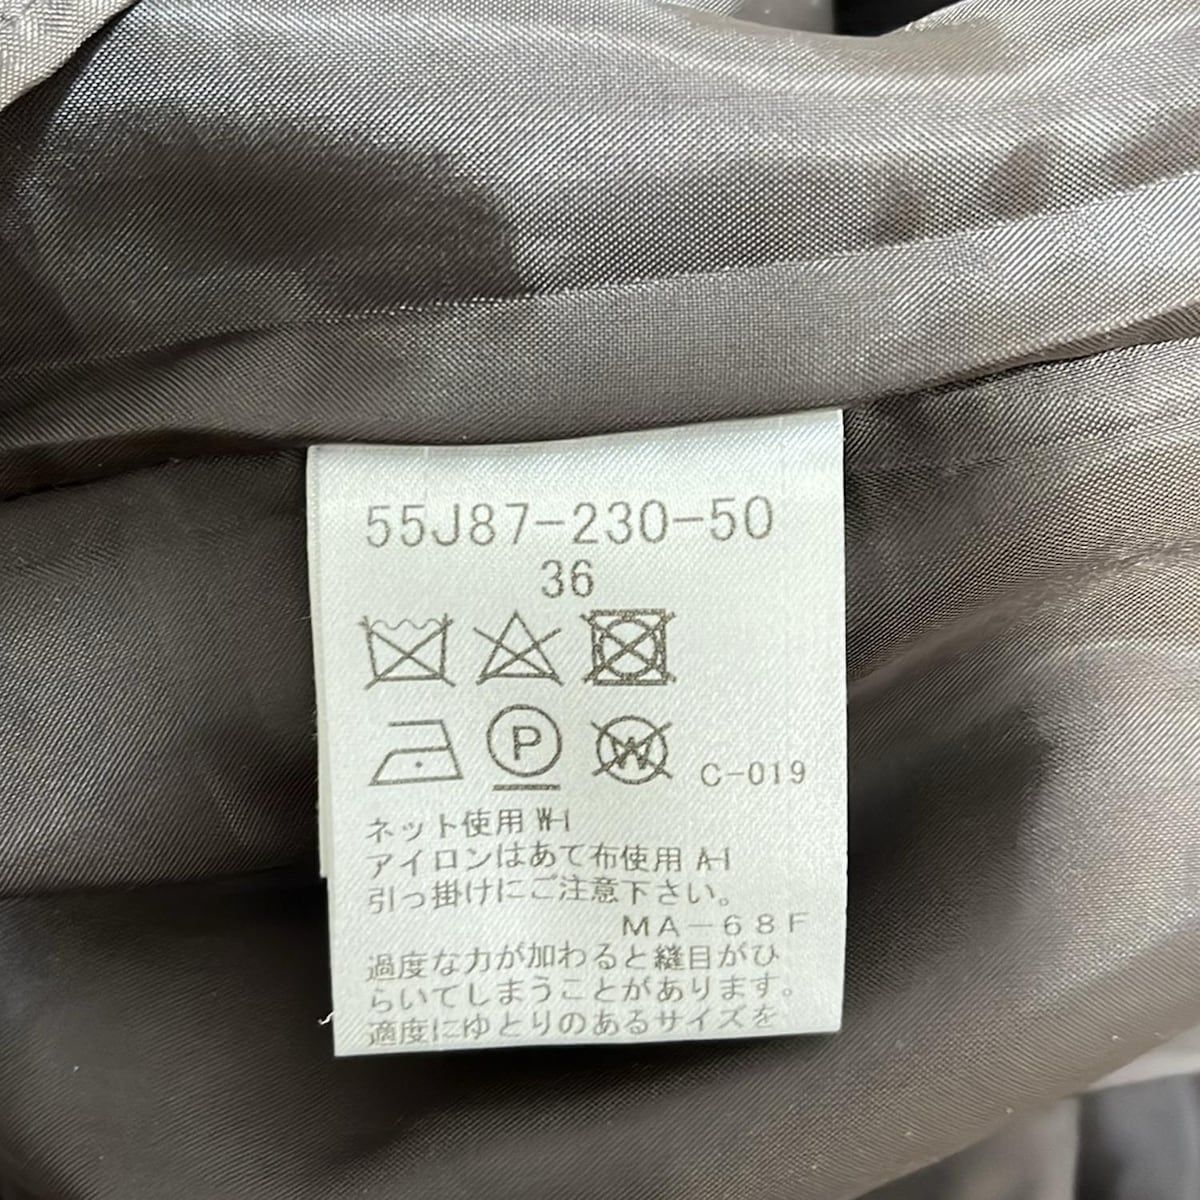 55J87-230-50
36
P
W
C-019
ネット使用 W-1
アイロンはあて布使用 A-1
引っ掛けにご注意下さい。
MA-68F
過度な力が加わると縫目がひ
らいてしまうことがあります。
適度にゆとりのあるサイズを